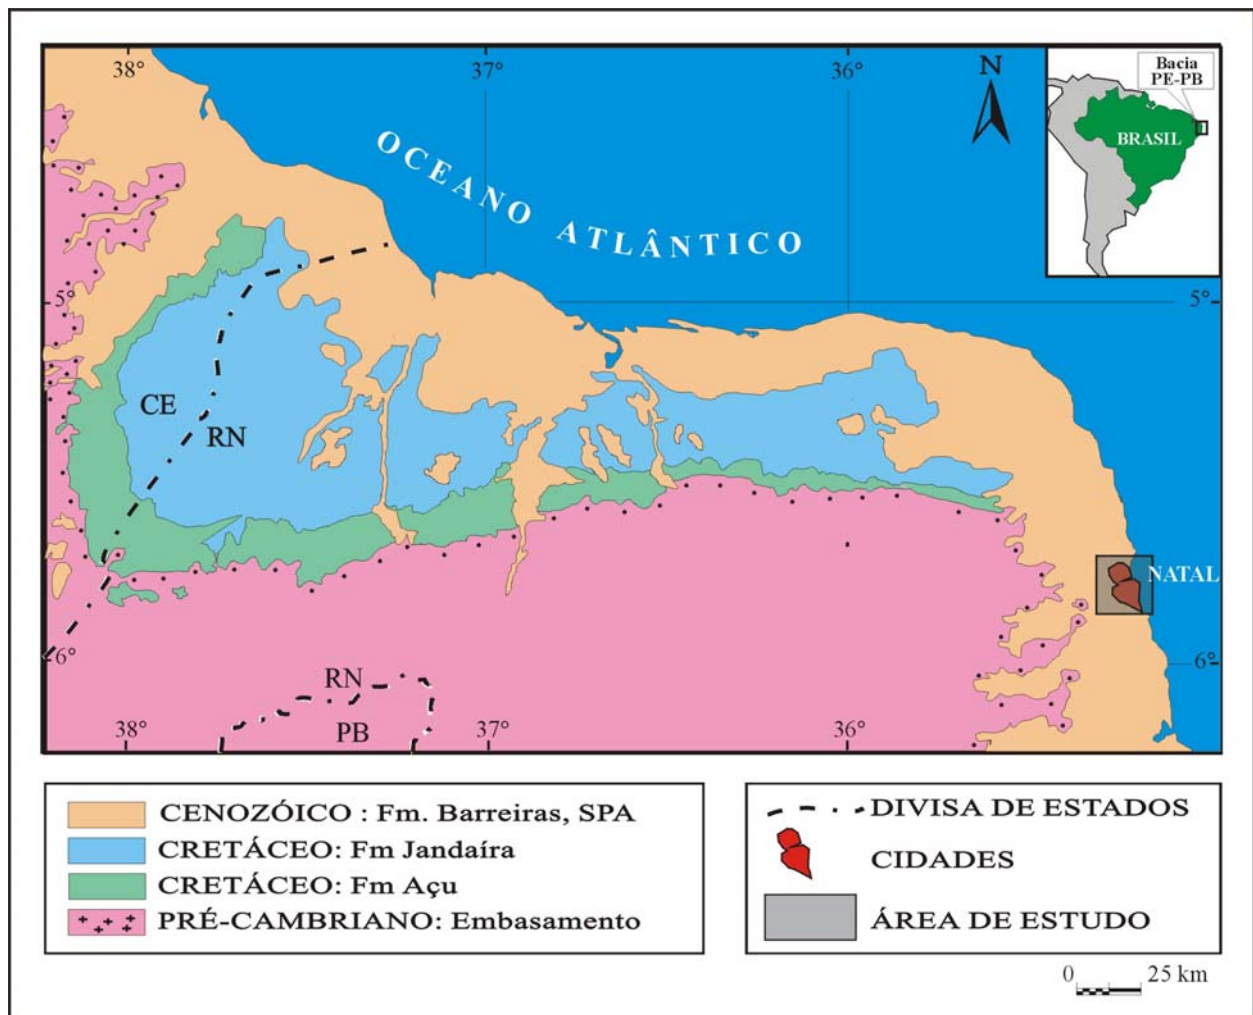 38°
37°
36°
N
Bacia
PE-PB
BRASIL
OCEANO ATLÂNTICO
5°
5°
CE
RN
NATAL
6°
6°
RN
PB
38°
37°
36°
CENOZÓICO : Fm. Barreiras, SPA
CRETÁCEO: Fm Jandaíra
CRETÁCEO: Fm Açu
PRÉ-CAMBRIANO: Embasamento
DIVISA DE ESTADOS
CIDADES
ÁREA DE ESTUDO
0 25 km